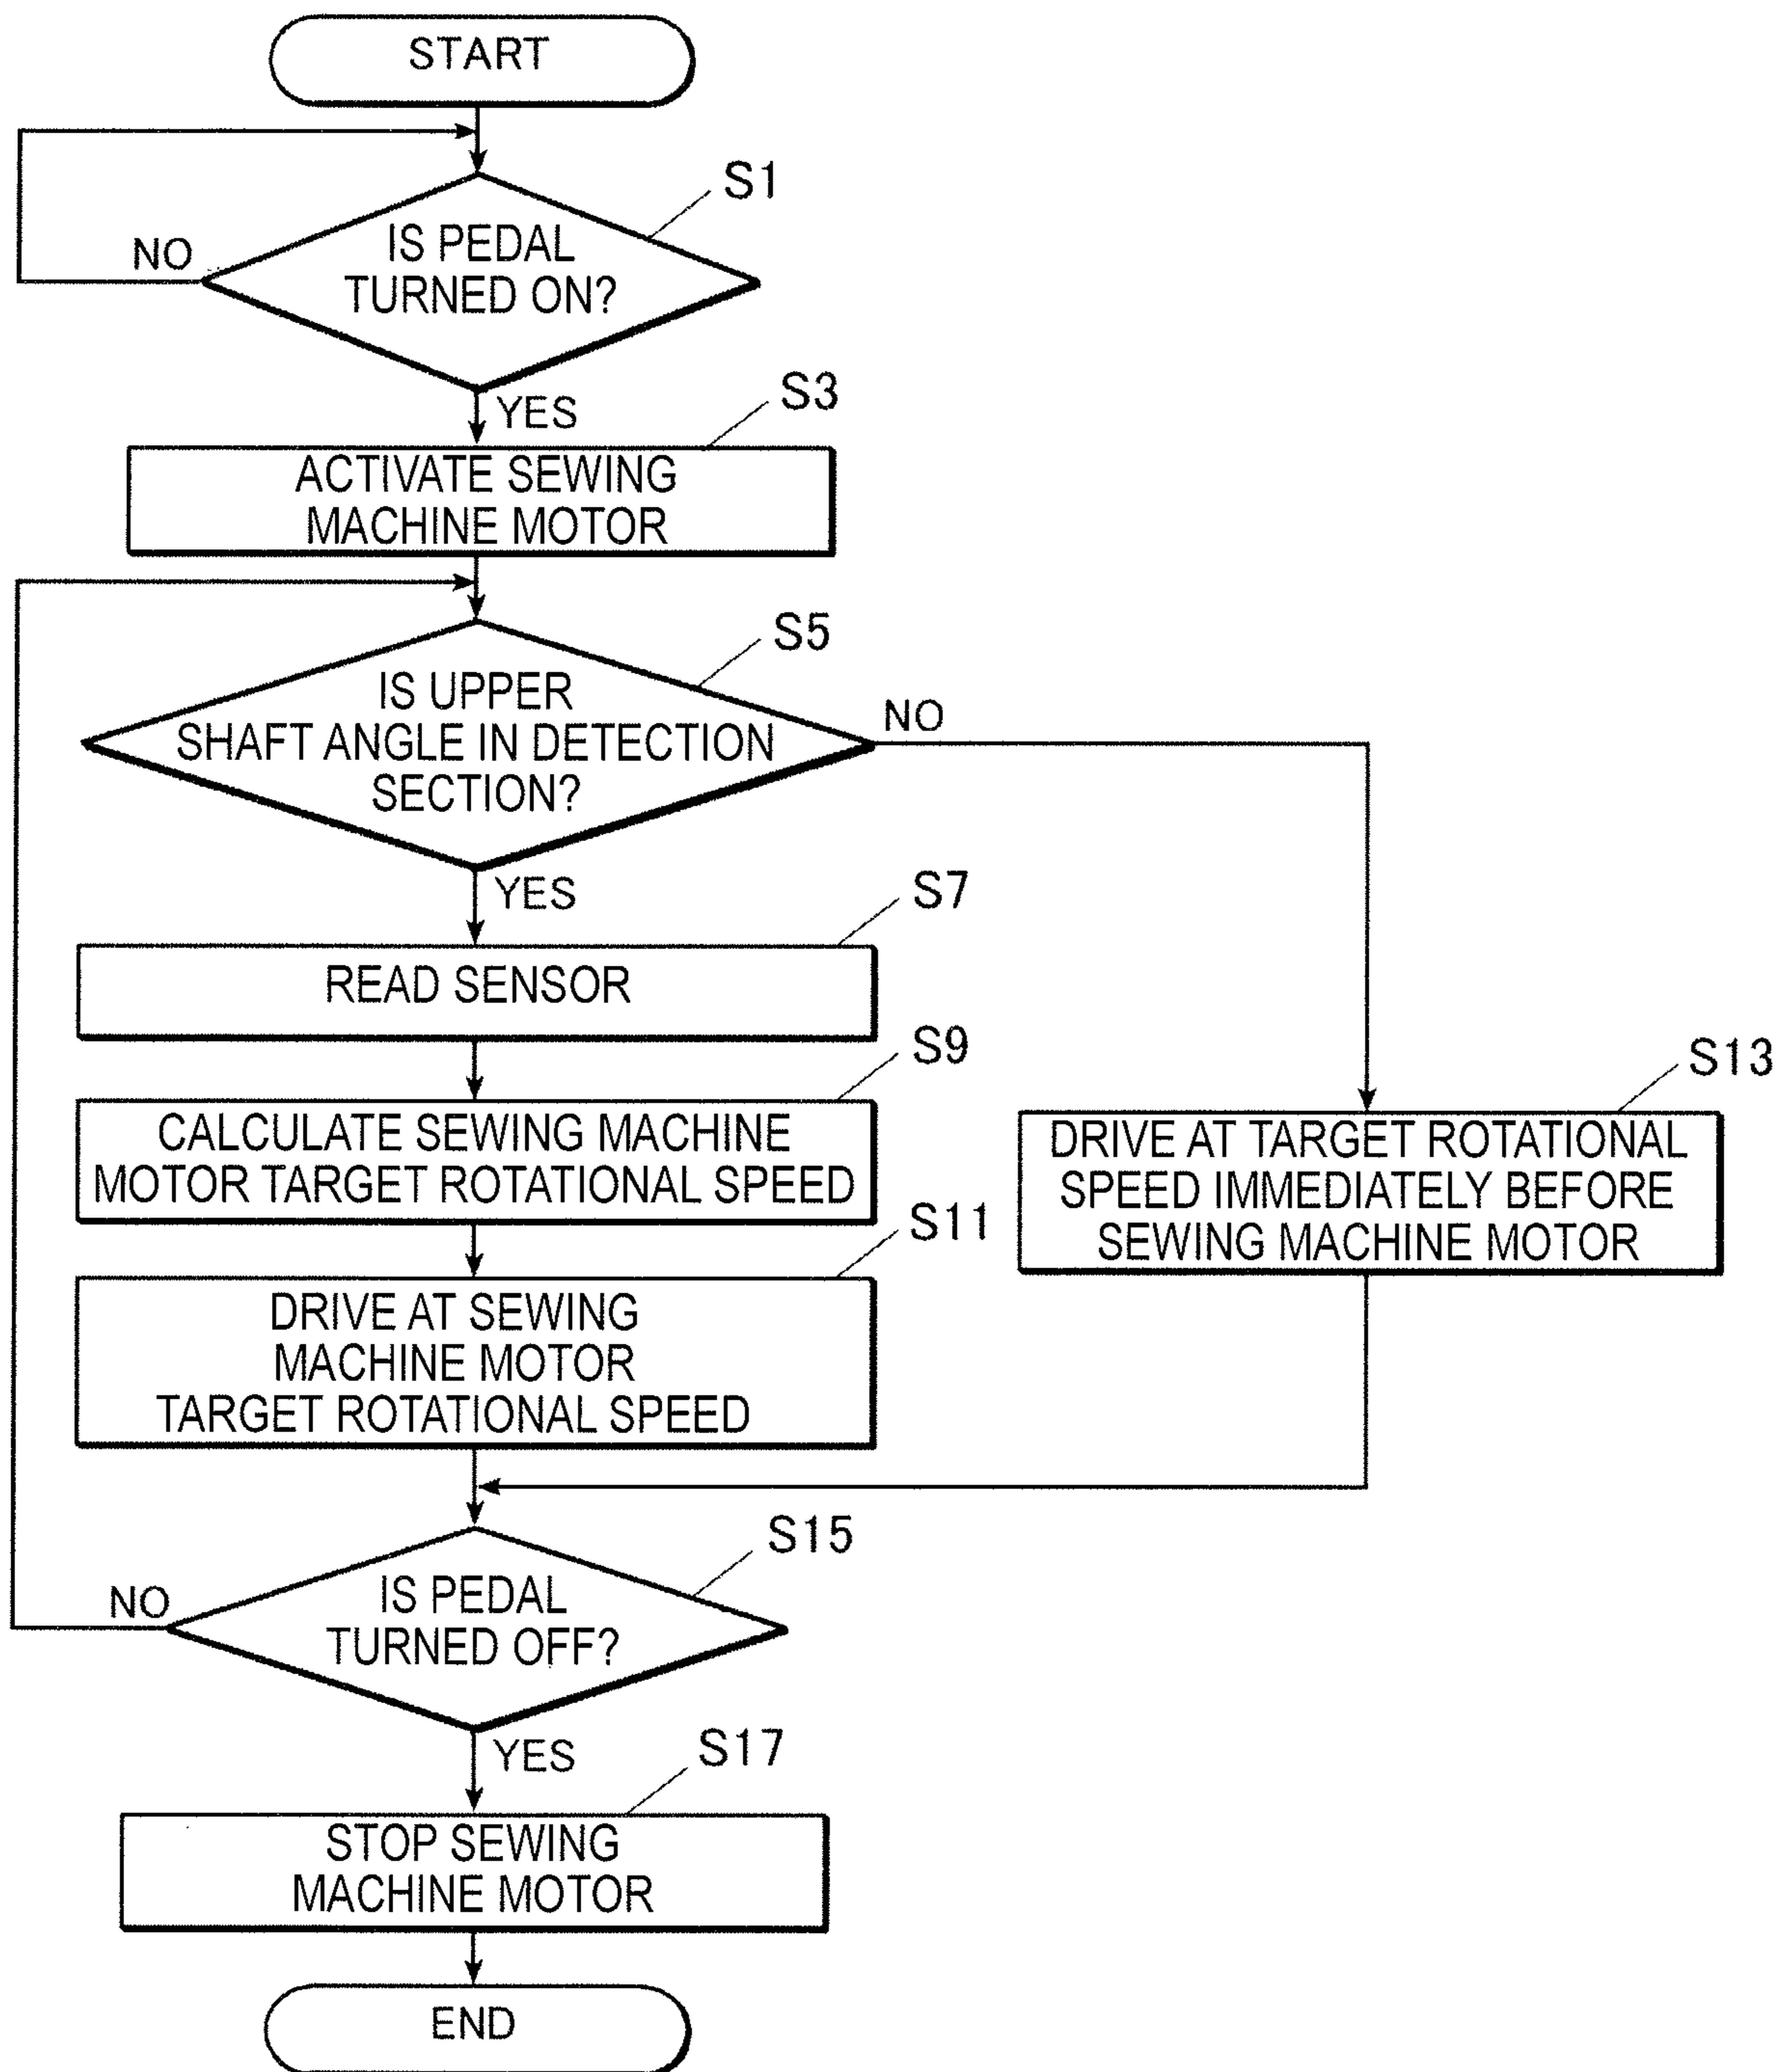 START
S1
IS PEDAL
TURNED ON?
NO
YES
S3
ACTIVATE SEWING
MACHINE MOTOR
S5
IS UPPER
SHAFT ANGLE IN DETECTION
SECTION?
NO
YES
S7
READ SENSOR
S9
CALCULATE SEWING MACHINE
MOTOR TARGET ROTATIONAL SPEED
S13
DRIVE AT TARGET ROTATIONAL
SPEED IMMEDIATELY BEFORE
SEWING MACHINE MOTOR
S11
DRIVE AT SEWING
MACHINE MOTOR
TARGET ROTATIONAL SPEED
S15
IS PEDAL
TURNED OFF?
NO
YES
S17
STOP SEWING
MACHINE MOTOR
END